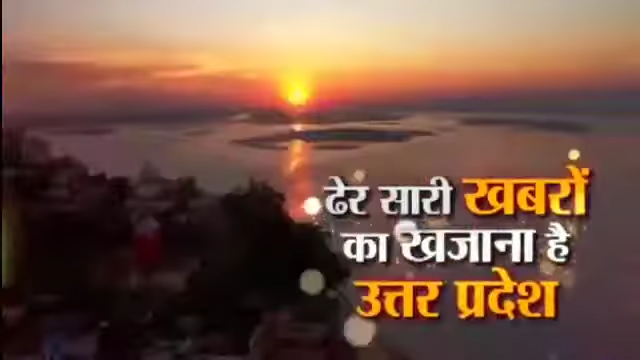 ढेर सारी खबरों
का खजाना है
उत्तर प्रदेश